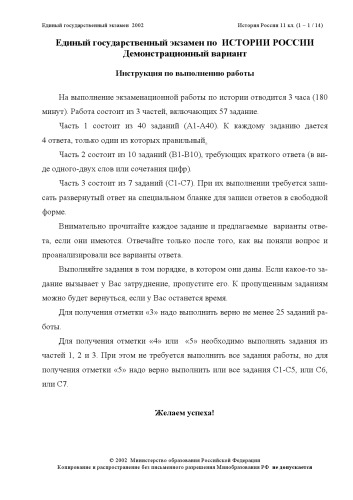 Единый государственный экзамен 2002 История России 11 кл. (1 – 1 / 14)
Единый государственный экзамен по ИСТОРИИ РОССИИ
Демонстрационный вариант
Инструкция по выполнению работы
На выполнение экзаменационной работы по истории отводится 3 часа (180
минут). Работа состоит из 3 частей, включающих 57 задание.
Часть 1 состоит из 40 заданий (А1-А40). К каждому заданию дается
4 ответа, только один из которых правильный.
Часть 2 состоит из 10 заданий (В1-В10), требующих краткого ответа (в ви-
де одного-двух слов или сочетания цифр).
Часть 3 состоит из 7 заданий (С1-С7). При их выполнении требуется запи-
сать развернутый ответ на специальном бланке для записи ответов в свободной
форме.
Внимательно прочитайте каждое задание и предлагаемые варианты отве-
та, если они имеются. Отвечайте только после того, как вы поняли вопрос и
проанализировали все варианты ответа.
Выполняйте задания в том порядке, в котором они даны. Если какое-то за-
дание вызывает у Вас затруднение, пропустите его. К пропущенным заданиям
можно будет вернуться, если у Вас останется время.
Для получения отметки «3» надо выполнить верно не менее 25 заданий ра-
боты.
Для получения отметки «4» или «5» необходимо выполнять задания из
частей 1, 2 и 3. При этом не требуется выполнить все задания работы, но для
получения отметки «5» надо верно выполнить или все задания С1-С5, или С6,
или С7.
Желаем успеха!
© 2002 Министерство образования Российской Федерации
Копирование и распространение без письменного разрешения Минобразования РФ не допускается